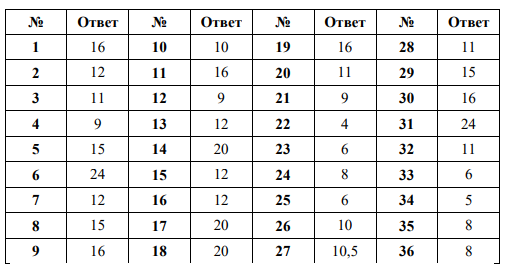 № Ответ № Ответ № Ответ № Ответ
1 16 10 10 19 16 28 11
2 12 11 16 20 11 29 15
3 11 12 9 21 9 30 16
4 9 13 12 22 4 31 24
5 15 14 20 23 6 32 11
6 24 15 12 24 8 33 6
7 12 16 12 25 6 34 5
8 15 17 20 26 10 35 8
9 16 18 20 27 10,5 36 8